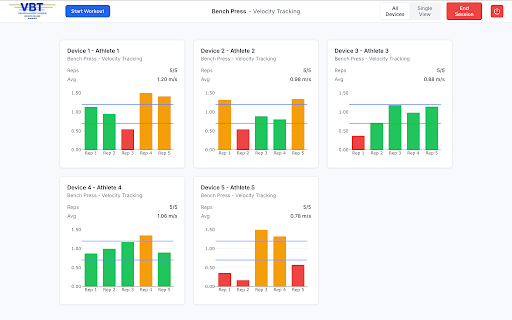 VBT
Start Workout
Bench Press - Velocity Tracking
All Devices
Single View
End Session
Device 1 - Athlete 1
Bench Press - Velocity Tracking
Reps 5/5
Avg 1.20 m/s
1.50
1.00
0.50
0.00
Rep 1 Rep 2 Rep 3 Rep 4 Rep 5
Device 2 - Athlete 2
Bench Press - Velocity Tracking
Reps 5/5
Avg 0.98 m/s
1.50
1.00
0.50
0.00
Rep 1 Rep 2 Rep 3 Rep 4 Rep 5
Device 3 - Athlete 3
Bench Press - Velocity Tracking
Reps 5/5
Avg 0.88 m/s
1.50
1.00
0.50
0.00
Rep 1 Rep 2 Rep 3 Rep 4 Rep 5
Device 4 - Athlete 4
Bench Press - Velocity Tracking
Reps 5/5
Avg 1.06 m/s
1.50
1.00
0.50
0.00
Rep 1 Rep 2 Rep 3 Rep 4 Rep 5
Device 5 - Athlete 5
Bench Press - Velocity Tracking
Reps 5/5
Avg 0.78 m/s
1.50
1.00
0.50
0.00
Rep 1 Rep 2 Rep 3 Rep 4 Rep 5